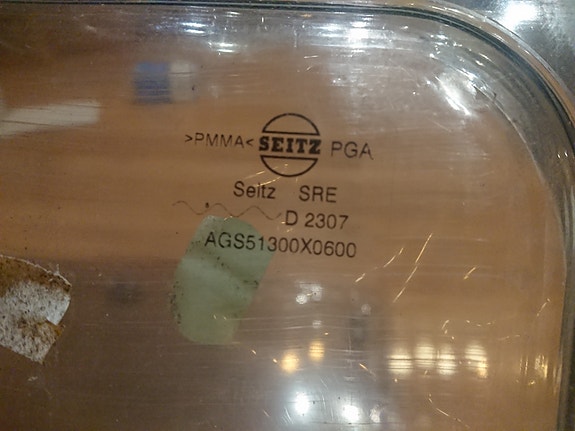 >PMMA< SEITZ PGA
Seitz SRE
D 2307
AGS51300X0600